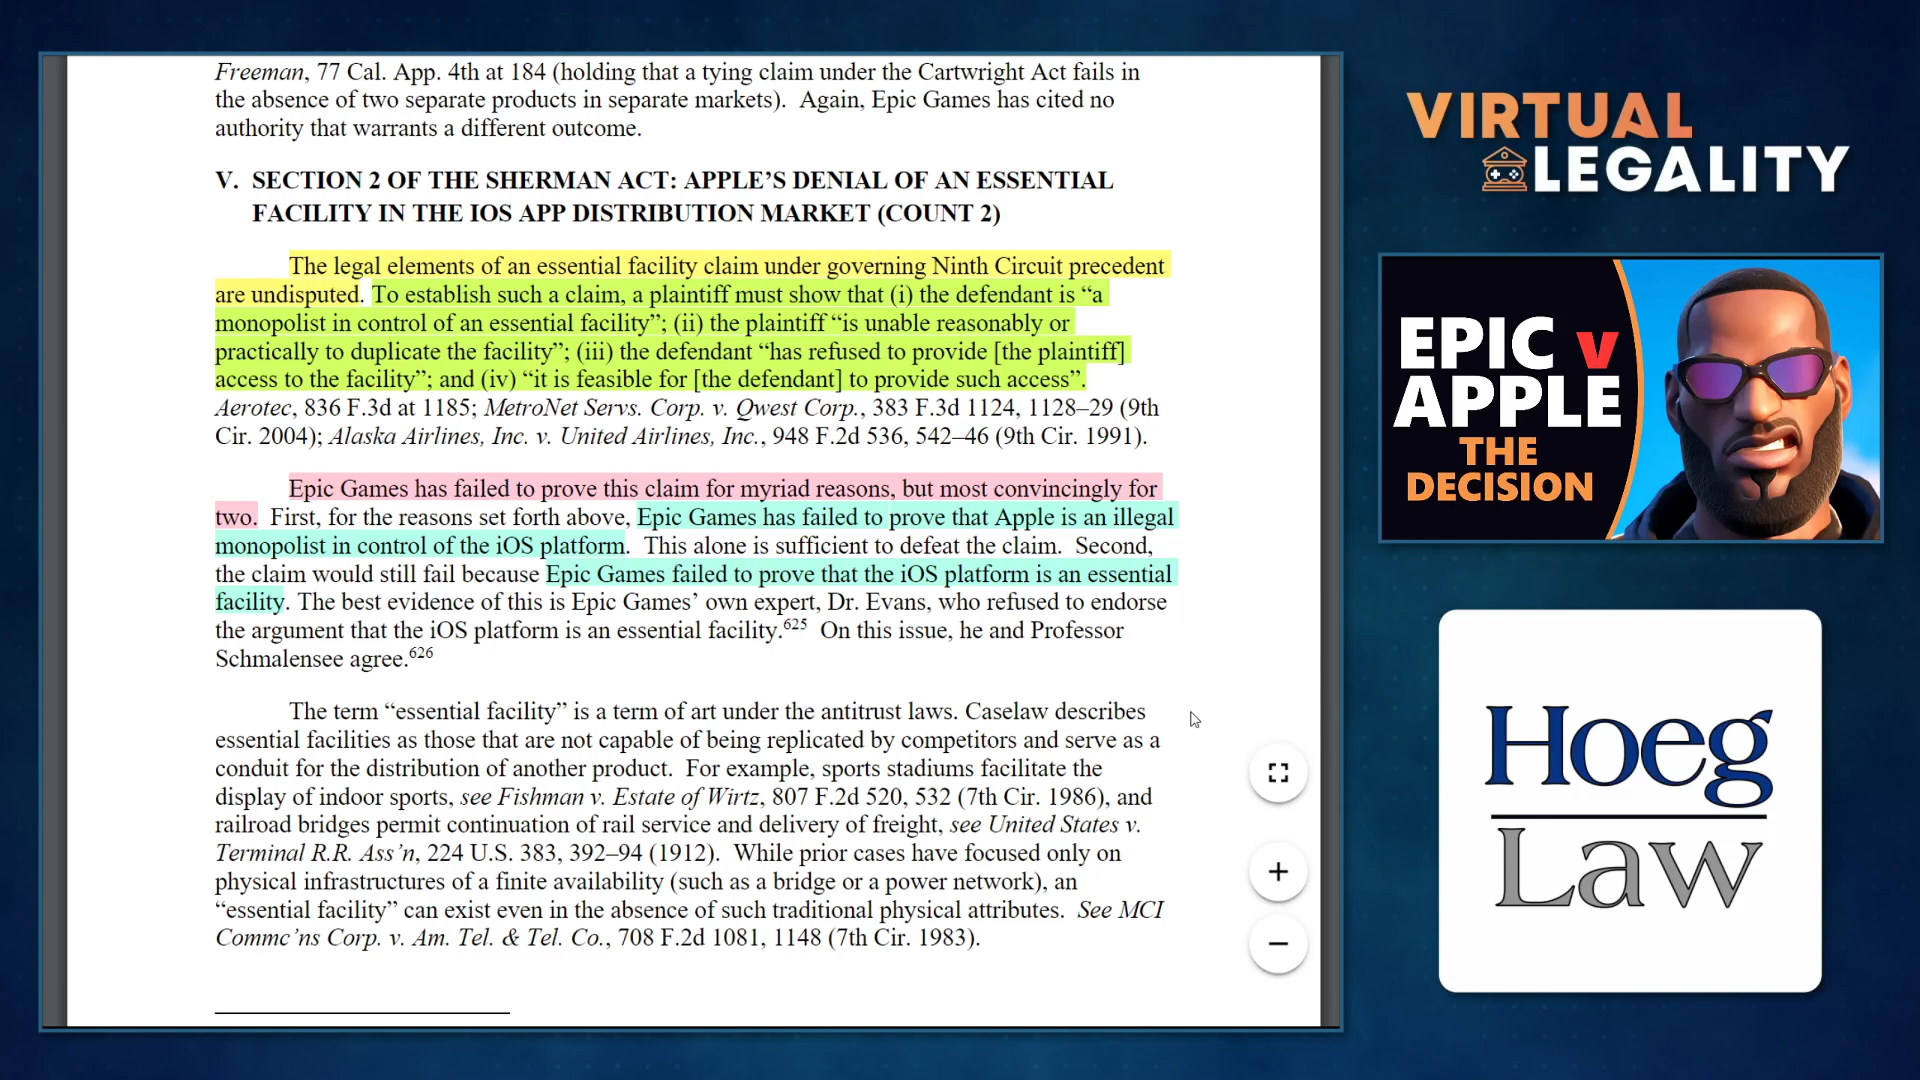 Freeman, 77 Cal. App. 4th at 184 (holding that a tying claim under the Cartwright Act fails in
the absence of two separate products in separate markets). Again, Epic Games has cited no
authority that warrants a different outcome.
V. SECTION 2 OF THE SHERMAN ACT: APPLE’S DENIAL OF AN ESSENTIAL
FACILITY IN THE IOS APP DISTRIBUTION MARKET (COUNT 2)
The legal elements of an essential facility claim under governing Ninth Circuit precedent
are undisputed. To establish such a claim, a plaintiff must show that (i) the defendant is “a
monopolist in control of an essential facility”; (ii) the plaintiff “is unable reasonably or
practically to duplicate the facility”; (iii) the defendant “has refused to provide [the plaintiff]
access to the facility”; and (iv) “it is feasible for [the defendant] to provide such access”.
Aerotec, 836 F.3d at 1185; MetroNet Servs. Corp. v. Qwest Corp., 383 F.3d 1124, 1128–29 (9th
Cir. 2004); Alaska Airlines, Inc. v. United Airlines, Inc., 948 F.2d 536, 542–46 (9th Cir. 1991).
Epic Games has failed to prove this claim for myriad reasons, but most convincingly for
two. First, for the reasons set forth above, Epic Games has failed to prove that Apple is an illegal
monopolist in control of the iOS platform. This alone is sufficient to defeat the claim. Second,
the claim would still fail because Epic Games failed to prove that the iOS platform is an essential
facility. The best evidence of this is Epic Games’ own expert, Dr. Evans, who refused to endorse
the argument that the iOS platform is an essential facility.625 On this issue, he and Professor
Schmalensee agree.626
The term “essential facility” is a term of art under the antitrust laws. Caselaw describes
essential facilities as those that are not capable of being replicated by competitors and serve as a
conduit for the distribution of another product. For example, sports stadiums facilitate the
display of indoor sports, see Fishman v. Estate of Wirtz, 807 F.2d 520, 532 (7th Cir. 1986), and
railroad bridges permit continuation of rail service and delivery of freight, see United States v.
Terminal R.R. Ass’n, 224 U.S. 383, 392–94 (1912). While prior cases have focused only on
physical infrastructures of a finite availability (such as a bridge or a power network), an
“essential facility” can exist even in the absence of such traditional physical attributes. See MCI
Commc’ns Corp. v. Am. Tel. & Tel. Co., 708 F.2d 1081, 1148 (7th Cir. 1983).
VIRTUAL
LEGALITY
EPIC v
APPLE
THE
DECISION
Hoeg
Law